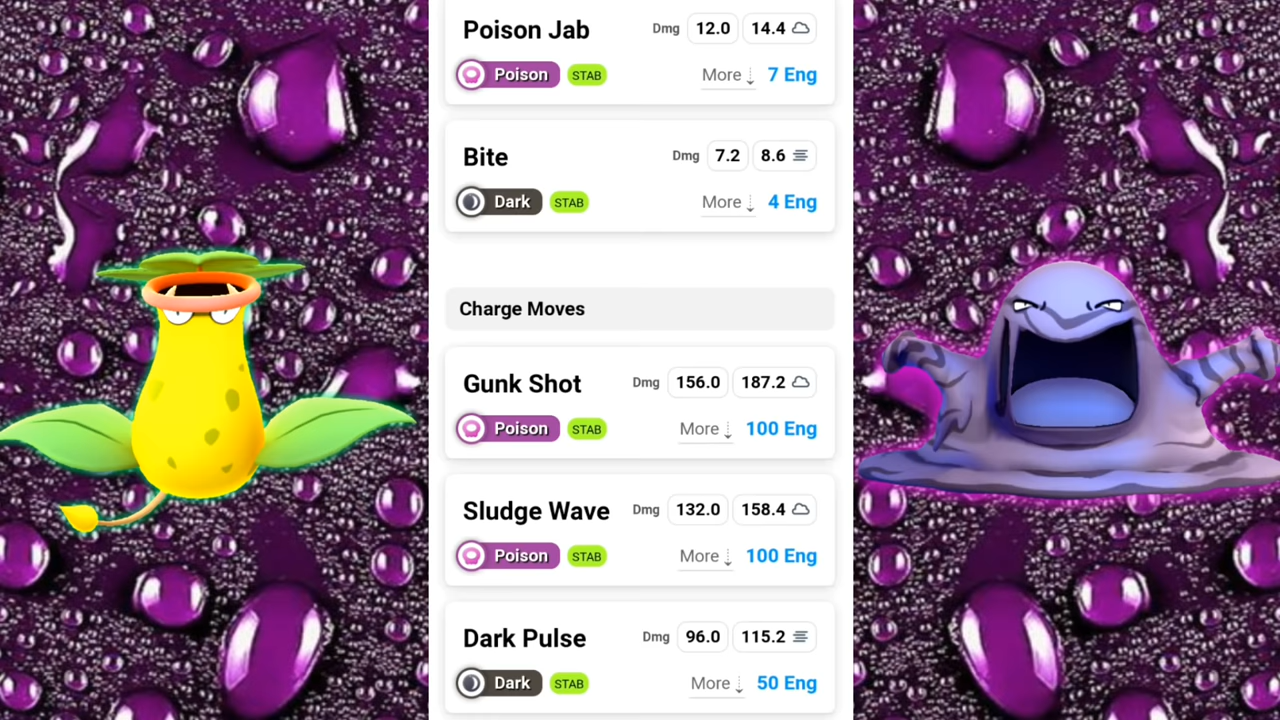 Poison Jab Dmg 12.0 14.4
Poison STAB More 7 Eng
Bite Dmg 7.2 8.6
Dark STAB More 4 Eng
Charge Moves
Gunk Shot Dmg 156.0 187.2
Poison STAB More 100 Eng
Sludge Wave Dmg 132.0 158.4
Poison STAB More 100 Eng
Dark Pulse Dmg 96.0 115.2
Dark STAB More 50 Eng